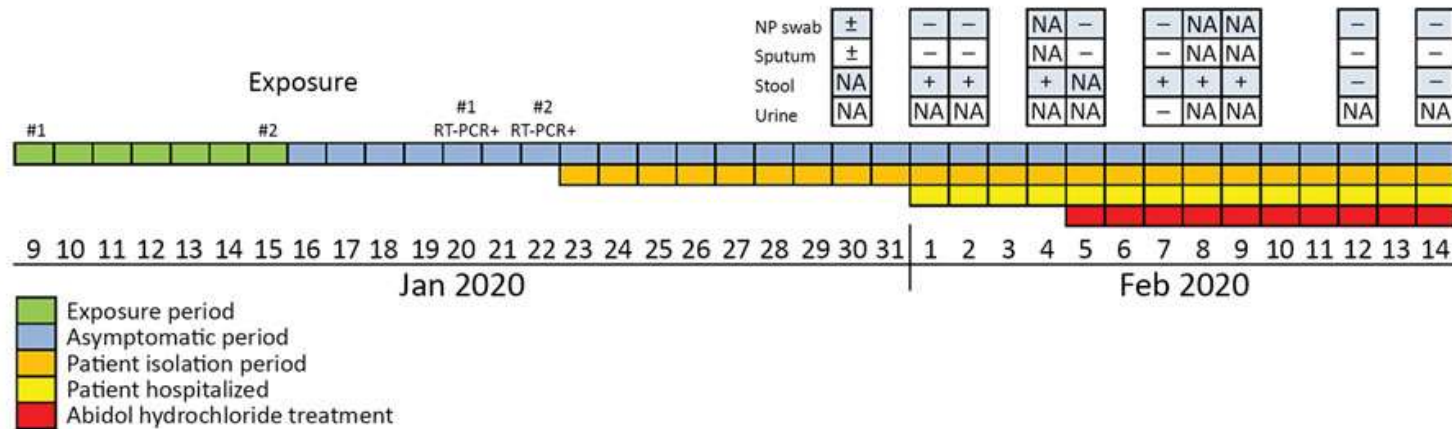 NP swab ± – – NA – – NA NA – –
Sputum ± – – NA – – NA NA – –
Exposure
Stool NA + + + NA + + + – –
#1 #2
Urine NA NA NA NA NA – NA NA NA NA
#1 #2 RT-PCR+ RT-PCR+
9 10 11 12 13 14 15 16 17 18 19 20 21 22 23 24 25 26 27 28 29 30 31 1 2 3 4 5 6 7 8 9 10 11 12 13 14
Jan 2020 Feb 2020
Exposure period
Asymptomatic period
Patient isolation period
Patient hospitalized
Abidol hydrochloride treatment